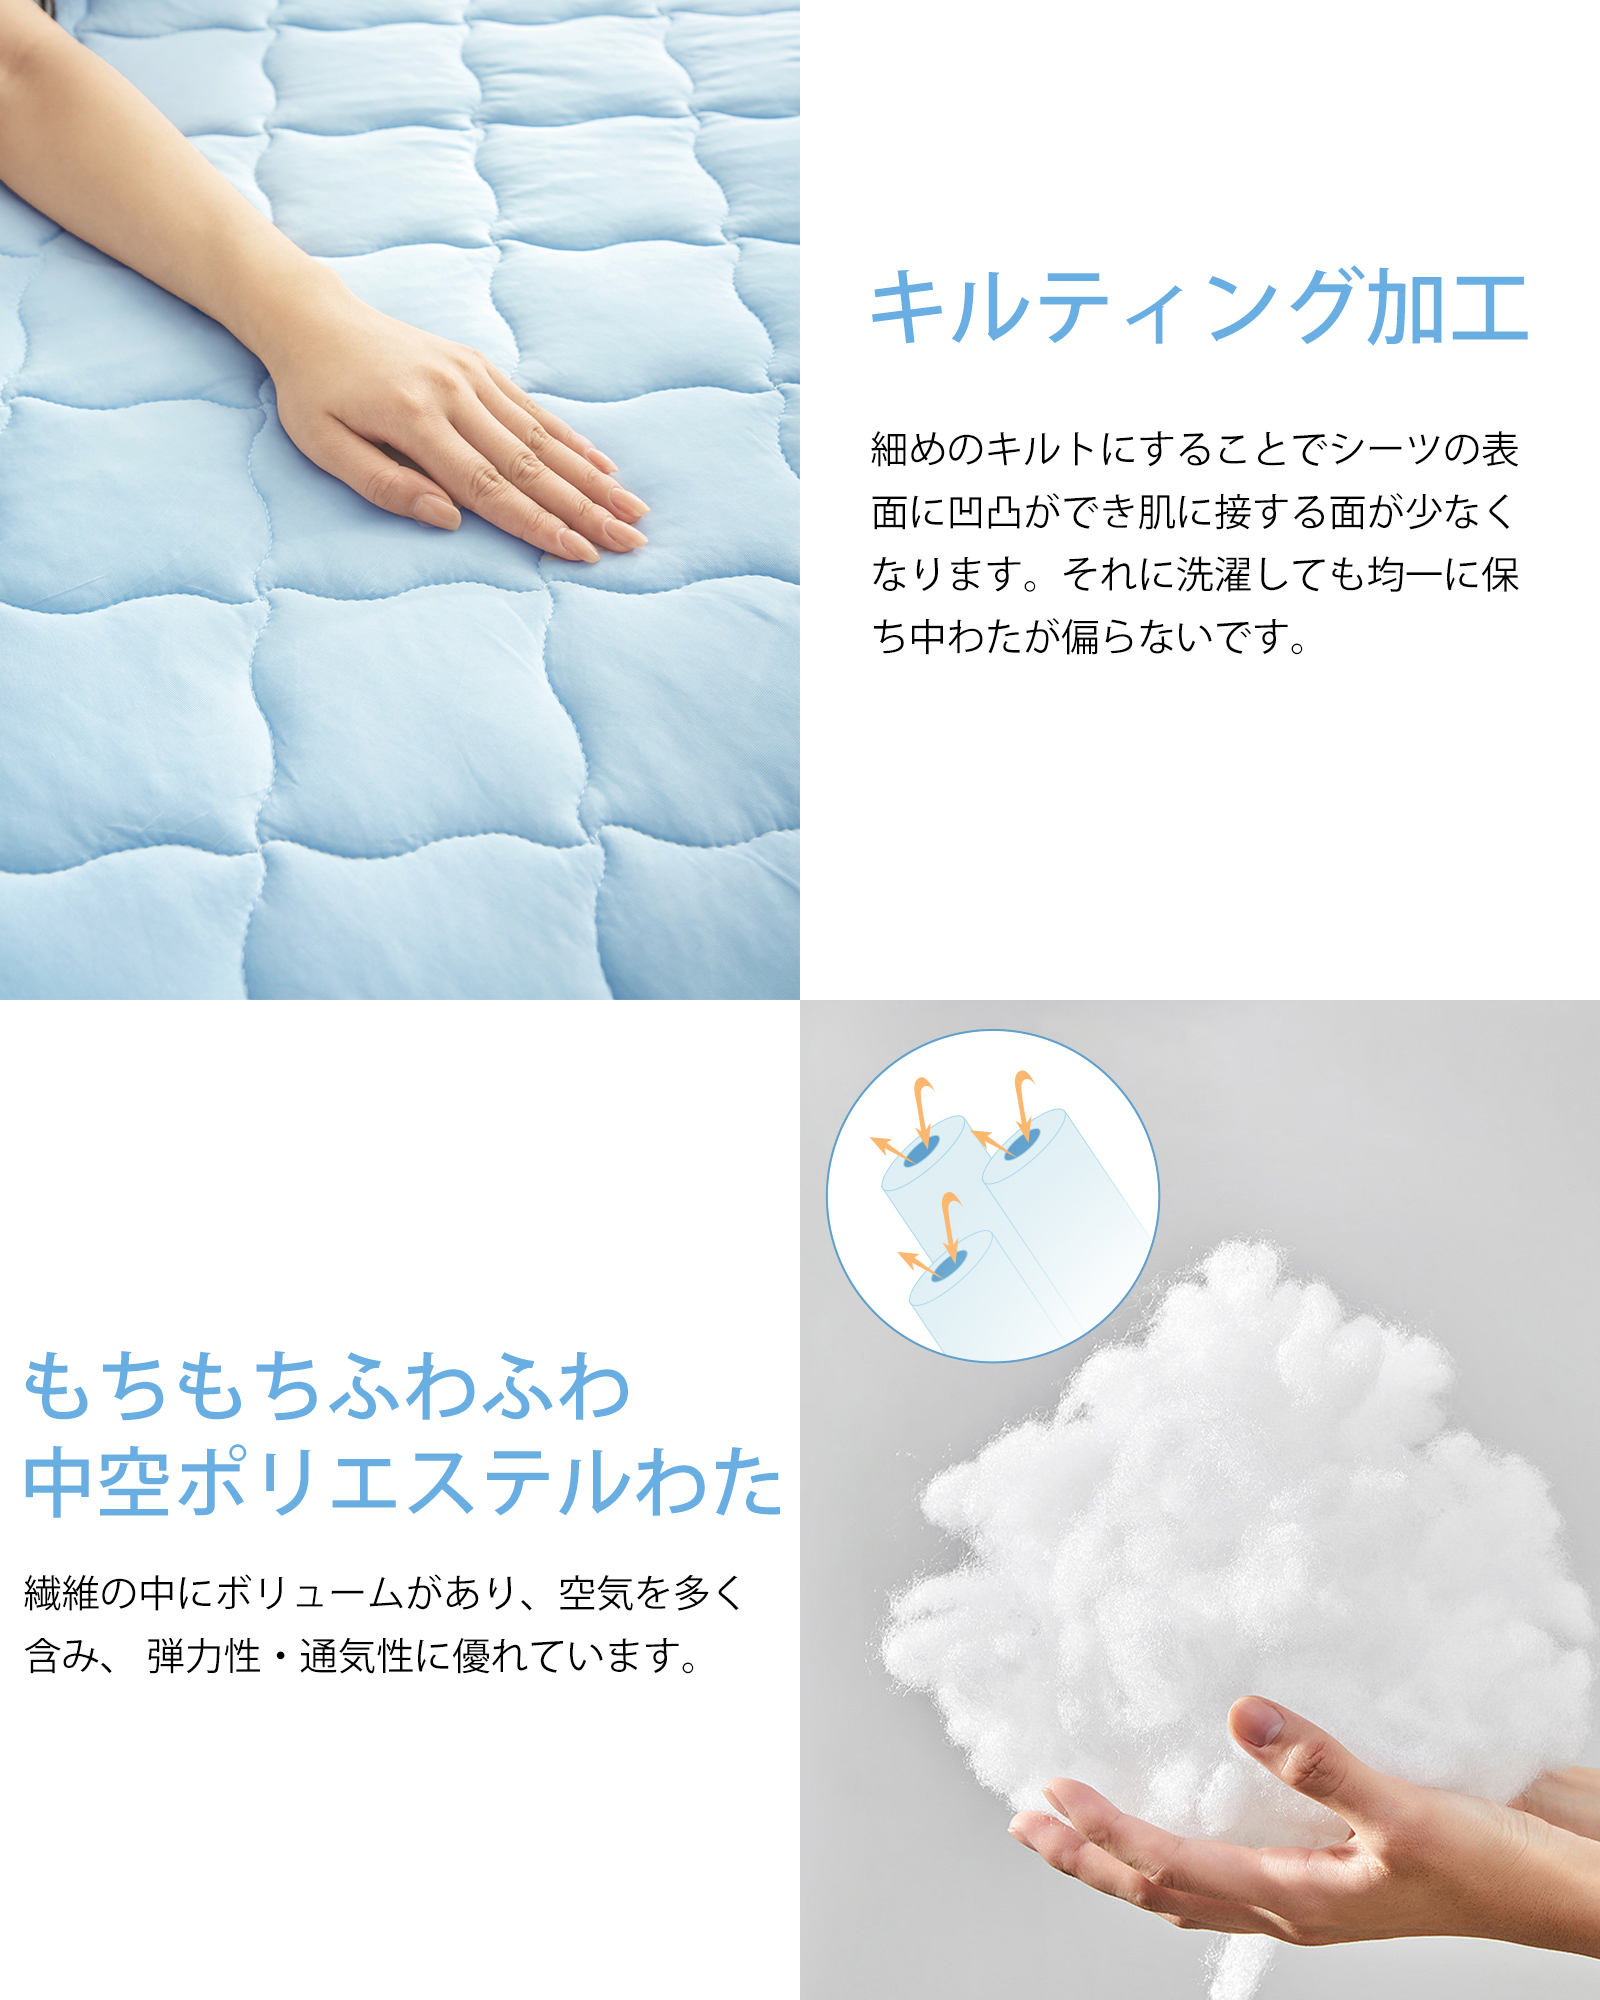 キルティング加工
細めのキルトにすることでシーツの表
面に凹凸ができ肌に接する面が少なく
なります。それに洗濯しても均一に保
ち中わたが偏らないです。
もちもちふわふわ
中空ポリエステルわた
繊維の中にボリュームがあり、空気を多く
含み、 弾力性・通気性に優れています。